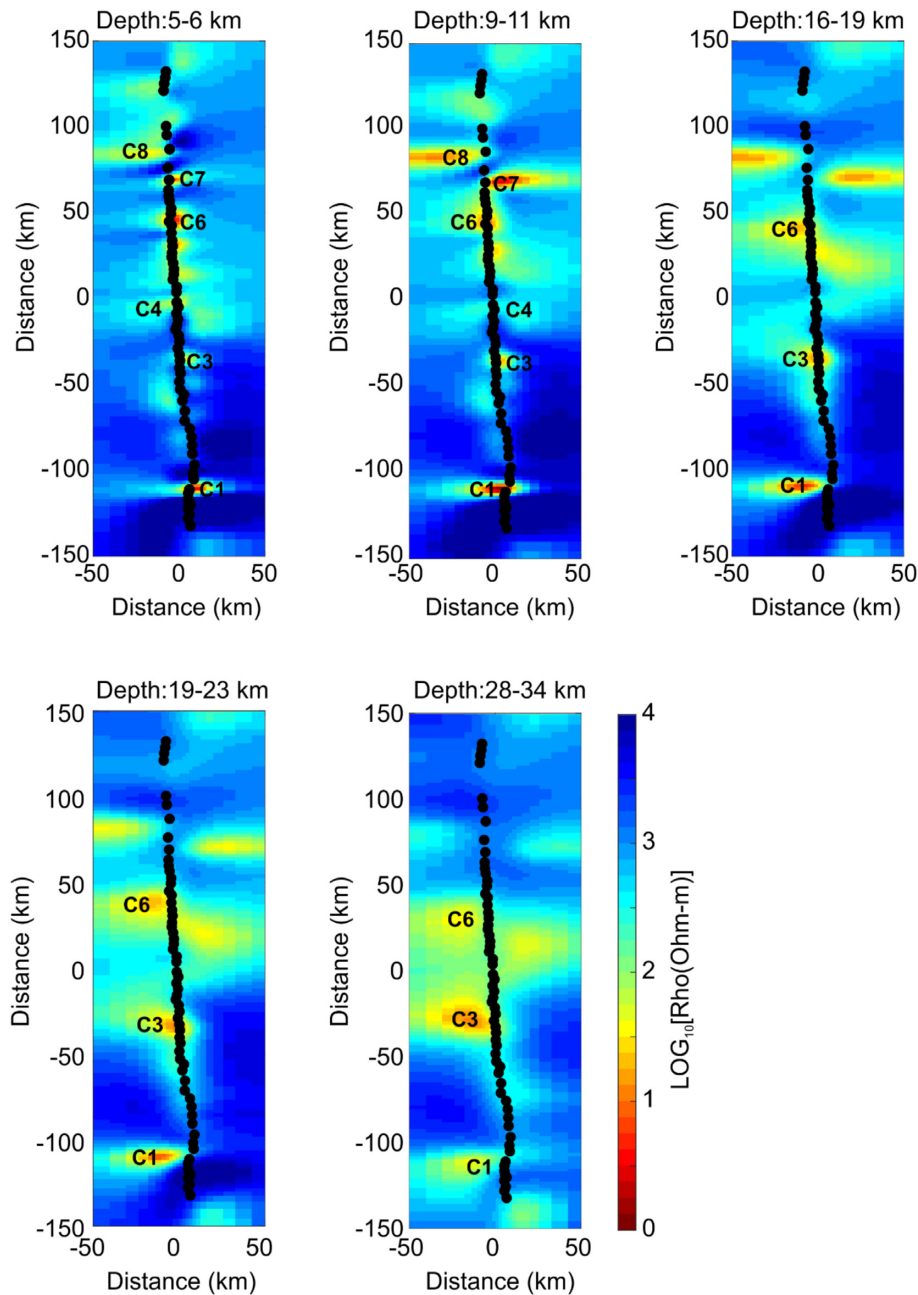 Depth:5-6 km
Depth:9-11 km
Depth:16-19 km
150
100
50
0
-50
-100
-150
Distance (km)
C8
C7
C6
C4
C3
C1
-50
0
50
Distance (km)
150
100
50
0
-50
-100
-150
Distance (km)
C8
C7
C6
C4
C3
C1
-50
0
50
Distance (km)
150
100
50
0
-50
-100
-150
Distance (km)
C6
C3
C1
-50
0
50
Distance (km)
Depth:19-23 km
Depth:28-34 km
150
100
50
0
-50
-100
-150
Distance (km)
C6
C3
C1
-50
0
50
Distance (km)
150
100
50
0
-50
-100
-150
Distance (km)
C6
C3
C1
-50
0
50
Distance (km)
4
3
2
1
0
LOG₁₀[Rho(Ohm-m)]